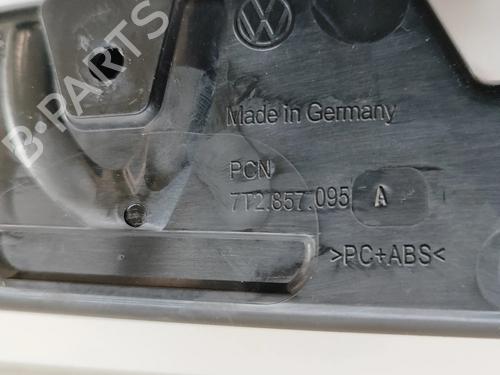 B-PARTS
Made in Germany
PCN
7T2.857.095 A
>PC+ABS<